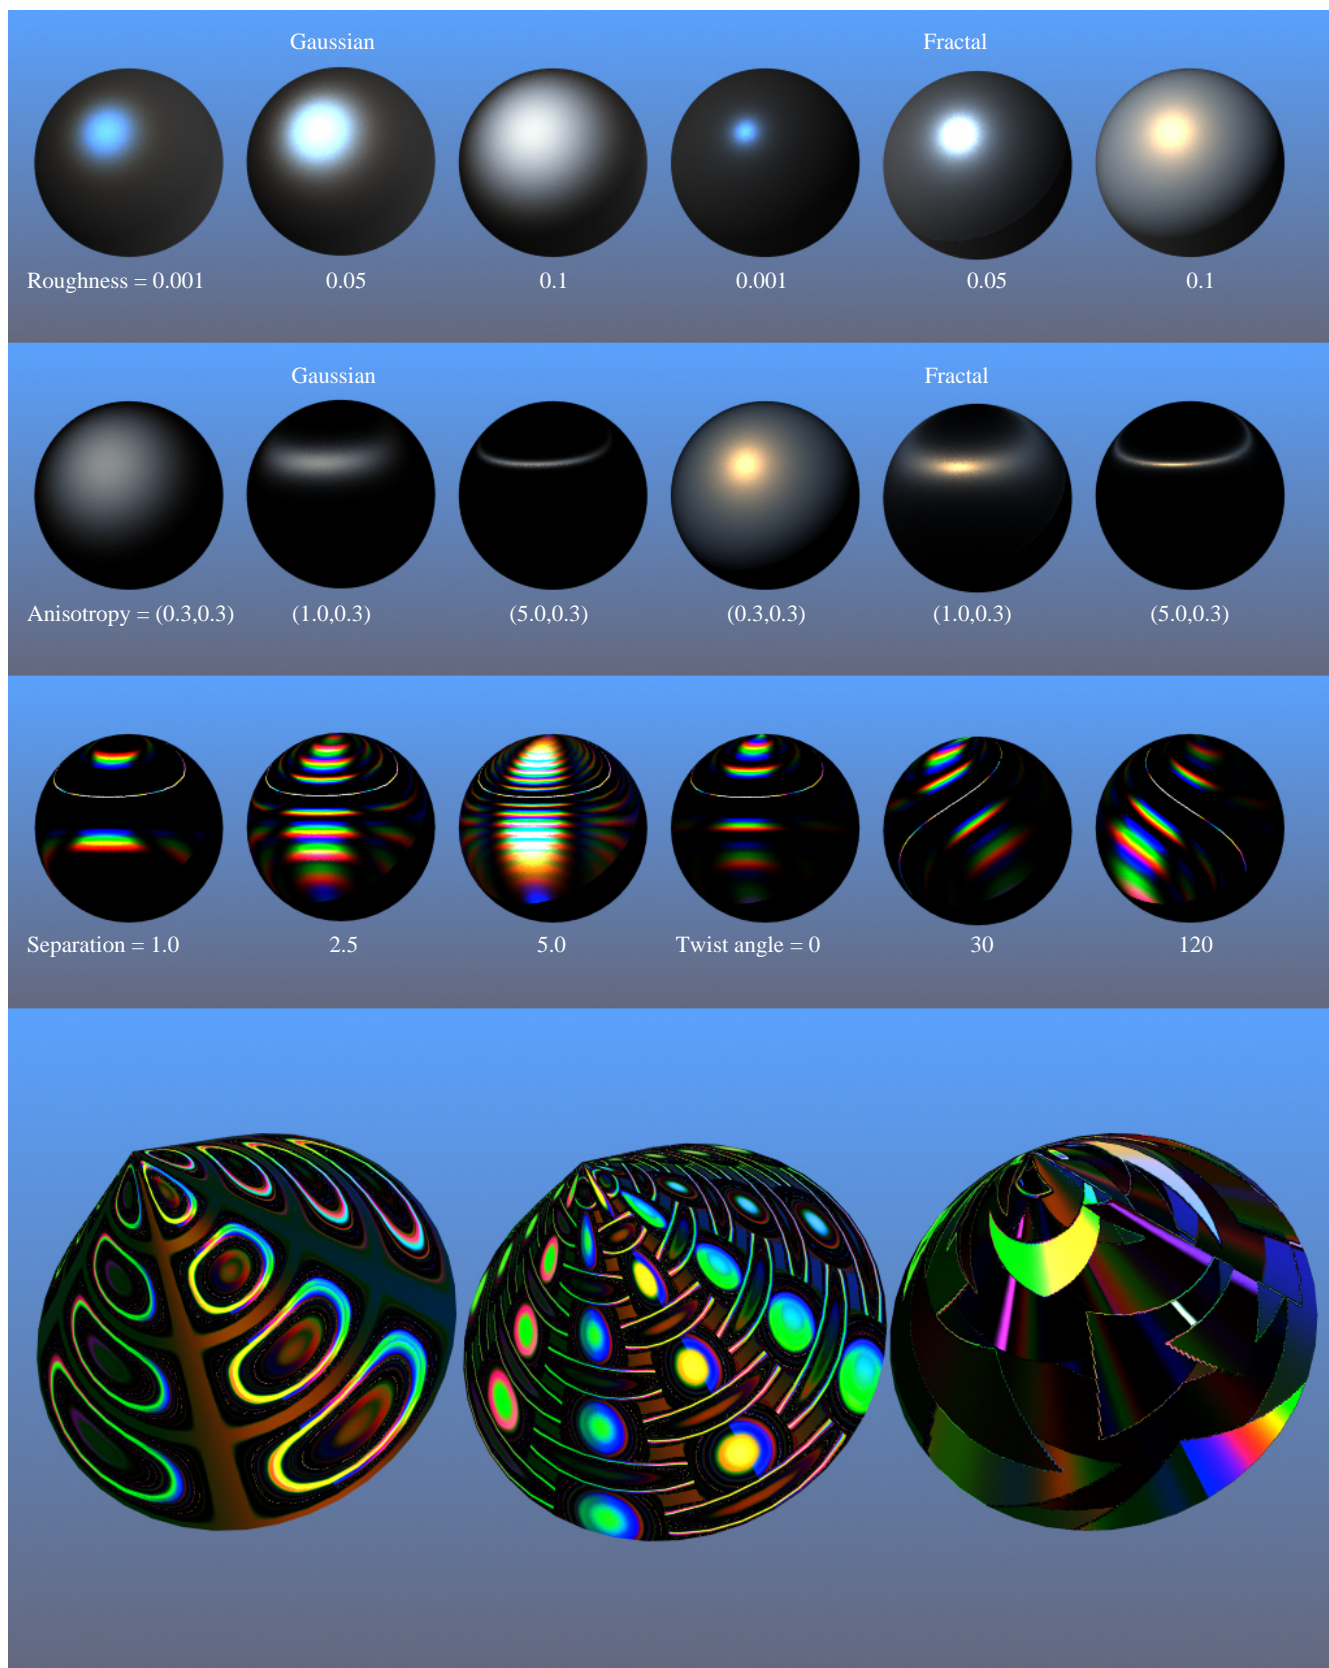 Gaussian Fractal
Roughness = 0.001 0.05 0.1 0.001 0.05 0.1
Gaussian Fractal
Anisotropy = (0.3,0.3) (1.0,0.3) (5.0,0.3) (0.3,0.3) (1.0,0.3) (5.0,0.3)
Separation = 1.0 2.5 5.0 Twist angle = 0 30 120